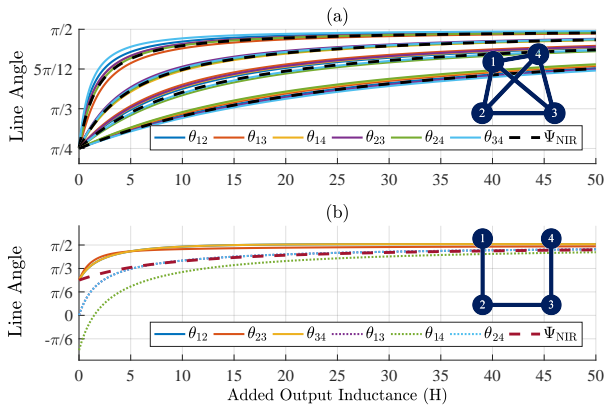 (a)
Line Angle
π/2
5π/12
π/3
π/4
1 4
2 3
θ12 θ13 θ14 θ23 θ24 θ34 ΨNIR
0 5 10 15 20 25 30 35 40 45 50
(b)
Line Angle
π/2
π/3
π/6
0
-π/6
1 4
2 3
θ12 θ23 θ34 θ13 θ14 θ24 ΨNIR
0 5 10 15 20 25 30 35 40 45 50
Added Output Inductance (H)